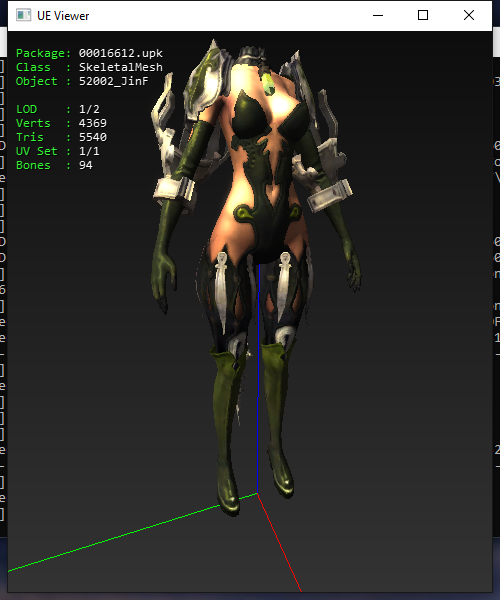 UE Viewer
Package: 00016612.upk
Class : SkeletalMesh
Object : 52002_JinF
LOD : 1/2
Verts : 4369
Tris : 5540
UV Set : 1/1
Bones : 94